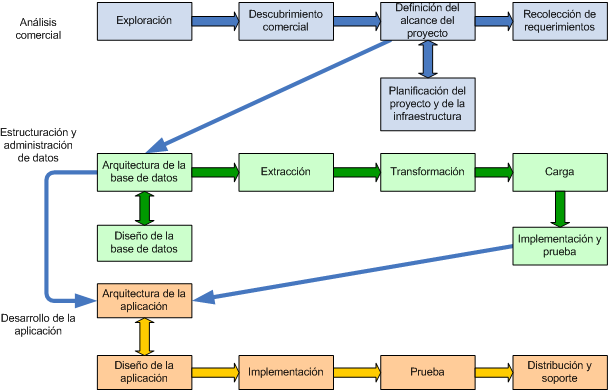 Análisis
comercial
Exploración
Descubrimiento
comercial
Definición del
alcance del
proyecto
Recolección de
requerimientos
Planificación del
proyecto y de la
infraestructura
Estructuración y
administración
de datos
Arquitectura de la
base de datos
Extracción
Transformación
Carga
Diseño de la
base de datos
Implementación y
prueba
Desarrollo de la
aplicación
Arquitectura de la
aplicación
Diseño de la
aplicación
Implementación
Prueba
Distribución y
soporte